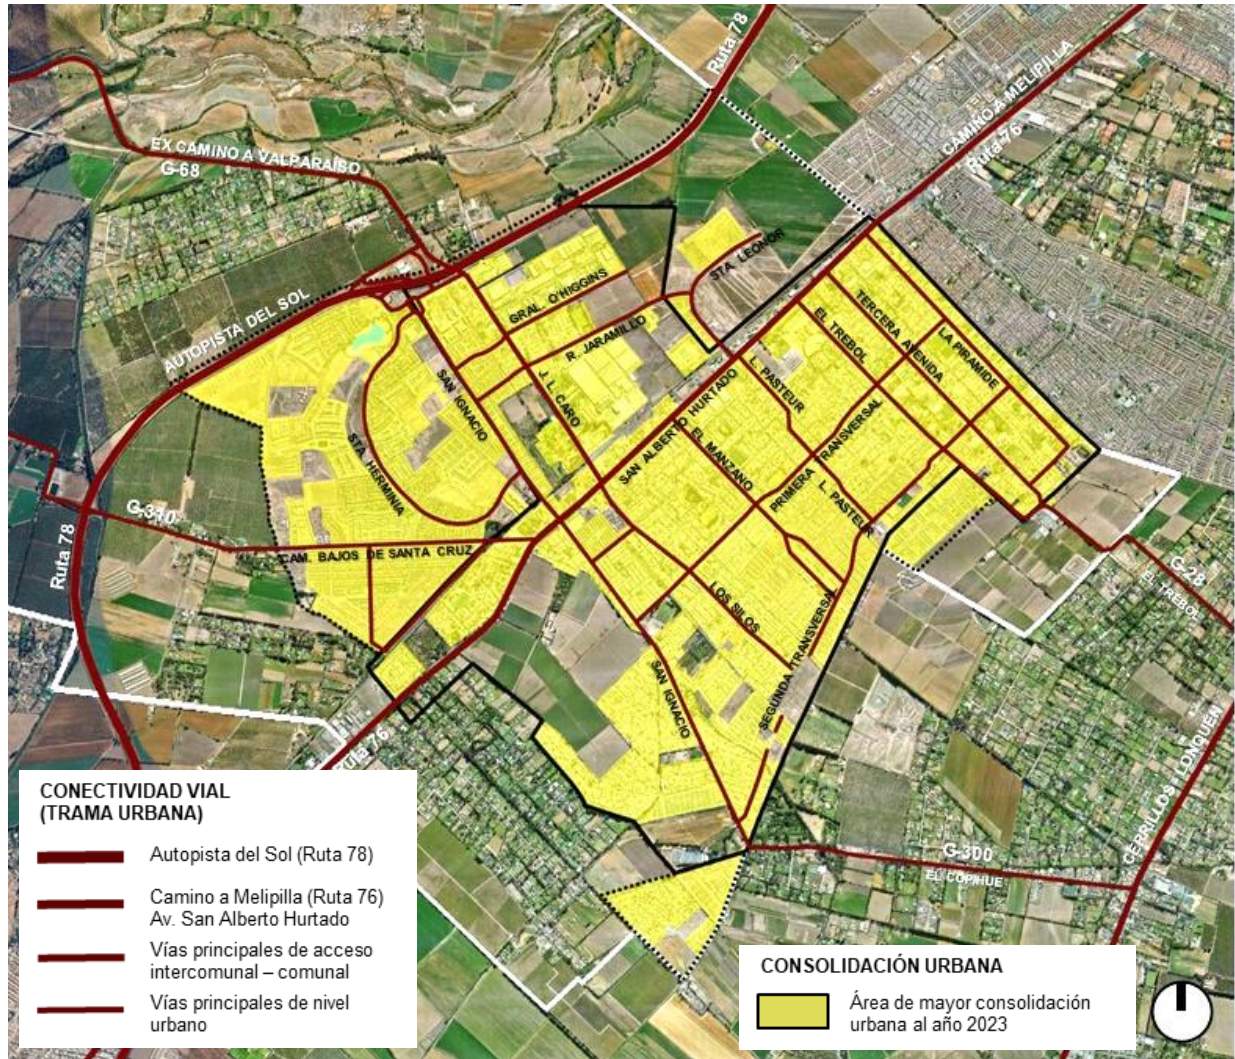 Ruta 78
CAMINO A MELIPILLA
Ruta 76
EX CAMINO A VALPARAÍSO
G-68
STA. LEONOR
GRAL. O'HIGGINS
AUTOPISTA DEL SOL
R. JARAMILLO
TERCERA AVENIDA
EL TREBOL
LA PIRAMIDE
L. PASTEUR
SAN IGNACIO
J. L. CARO
SAN ALBERTO HURTADO
EL MANZANO
PRIMERA TRANSVERSAL
STA. HERMINIA
L. PASTEUR
G-310
CAM. BAJOS DE SANTA CRUZ
Ruta 78
G-28
EL TRÉBOL
LOS SILOS
SEGUNDA TRANSVERSAL
SAN IGNACIO
Ruta 76
CERRILLOS LONQUÉN
G-300
EL COPIHUE
CONECTIVIDAD VIAL
(TRAMA URBANA)
Autopista del Sol (Ruta 78)
Camino a Melipilla (Ruta 76)
Av. San Alberto Hurtado
Vías principales de acceso
intercomunal – comunal
Vías principales de nivel
urbano
CONSOLIDACIÓN URBANA
Área de mayor consolidación
urbana al año 2023